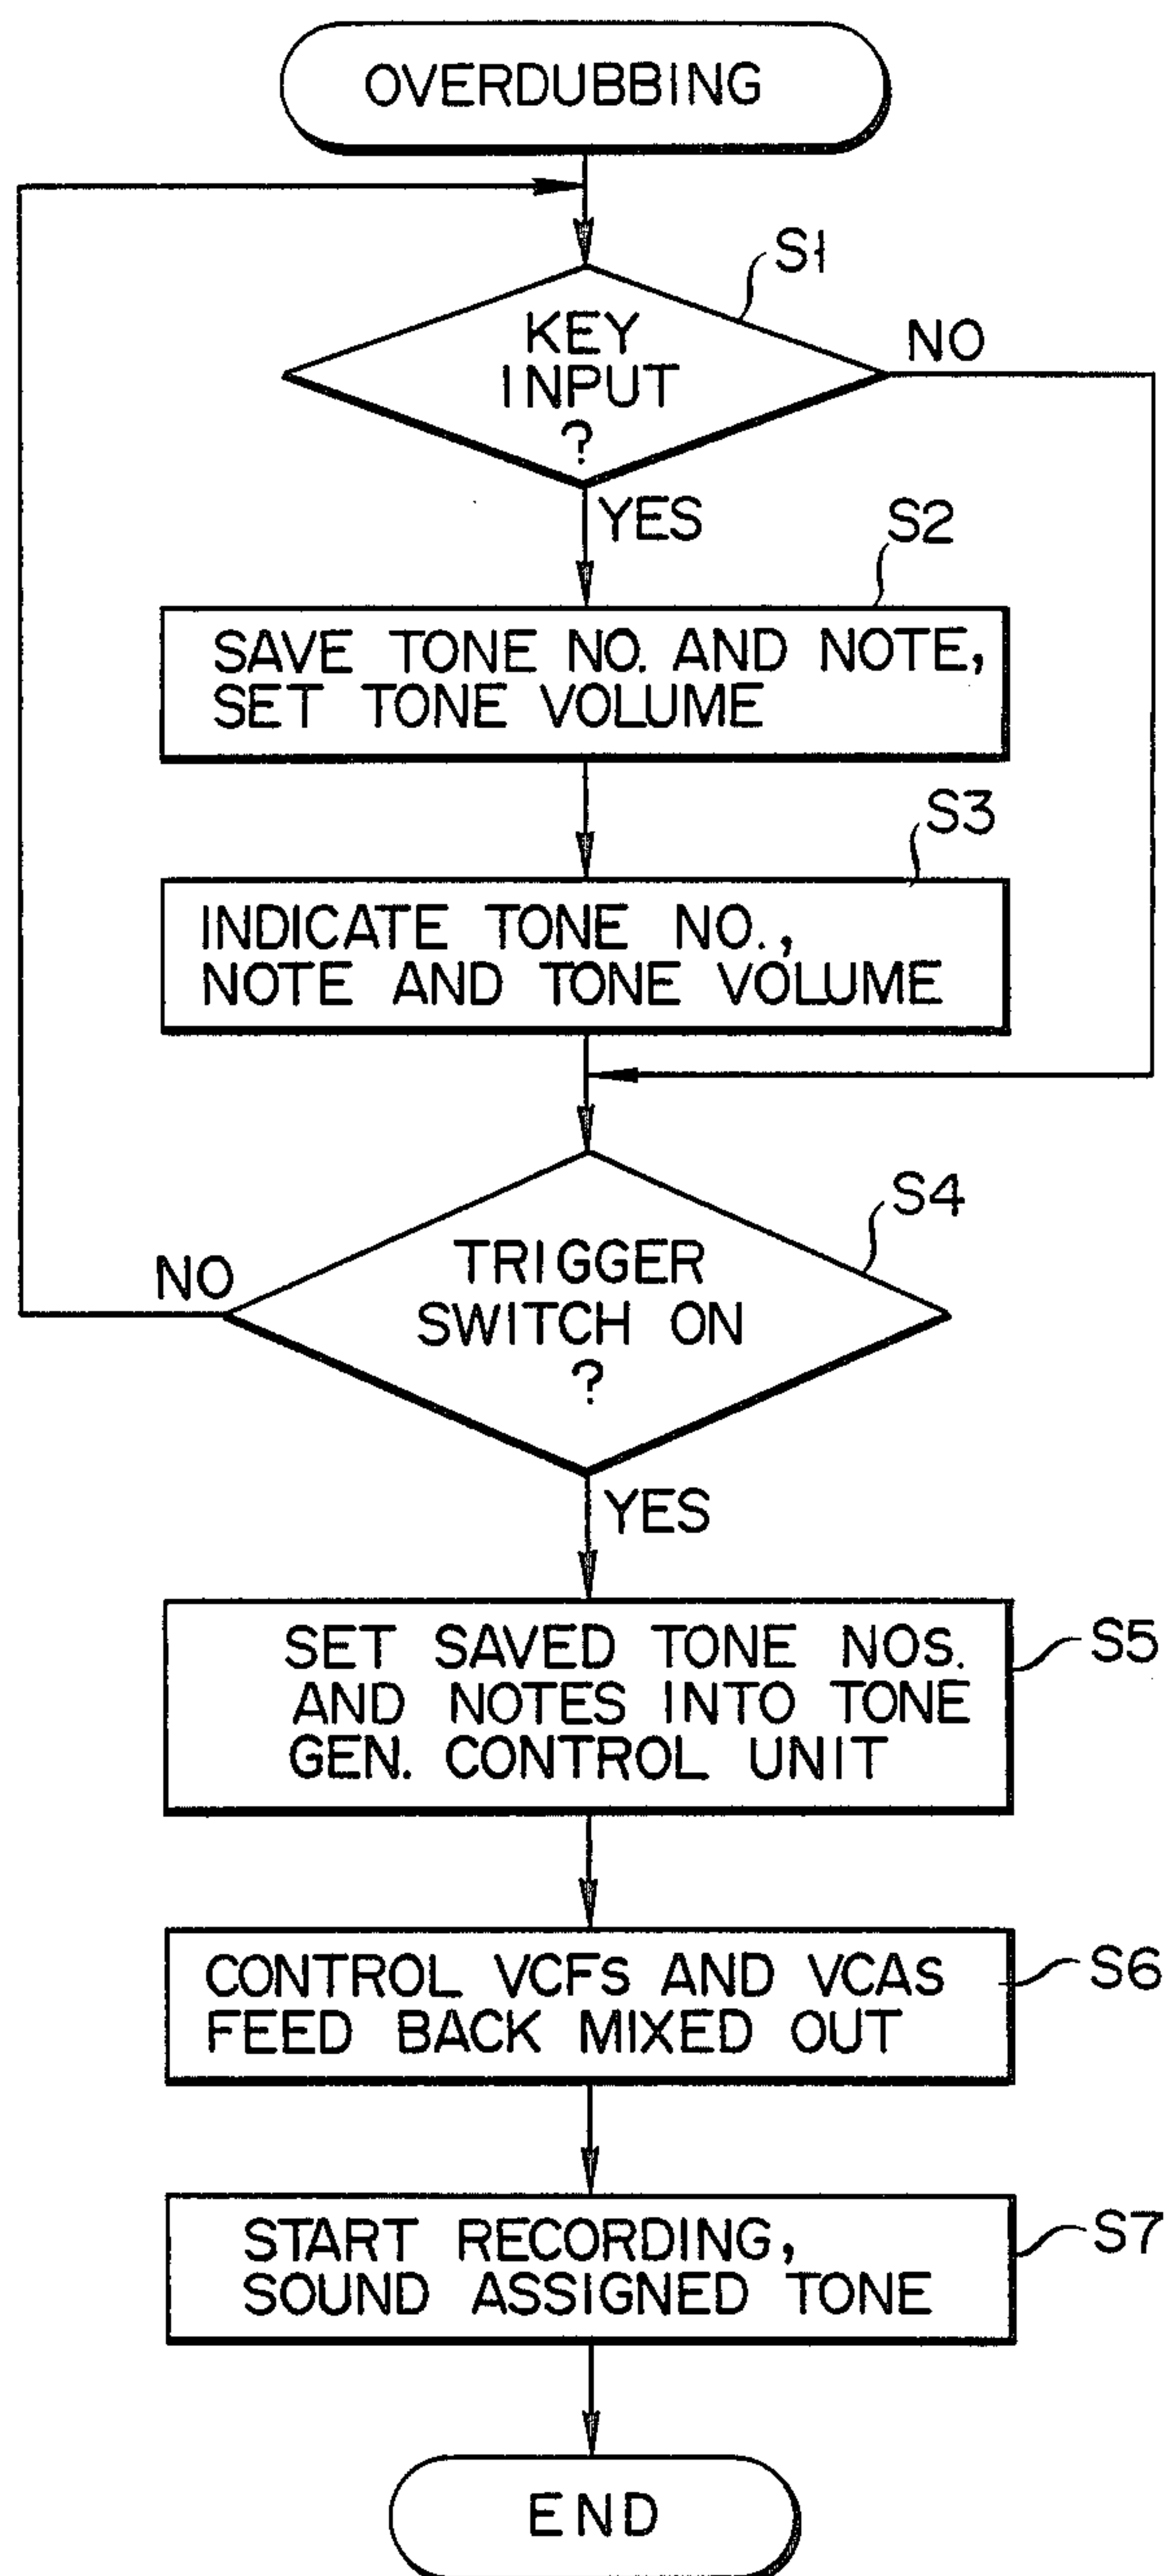 OVERDUBBING
S1
KEY
INPUT
?
NO
YES
S2
SAVE TONE NO. AND NOTE,
SET TONE VOLUME
S3
INDICATE TONE NO.,
NOTE AND TONE VOLUME
S4
NO
TRIGGER
SWITCH ON
?
YES
S5
SET SAVED TONE NOs.
AND NOTES INTO TONE
GEN. CONTROL UNIT
S6
CONTROL VCFs AND VCAs
FEED BACK MIXED OUT
S7
START RECORDING,
SOUND ASSIGNED TONE
END